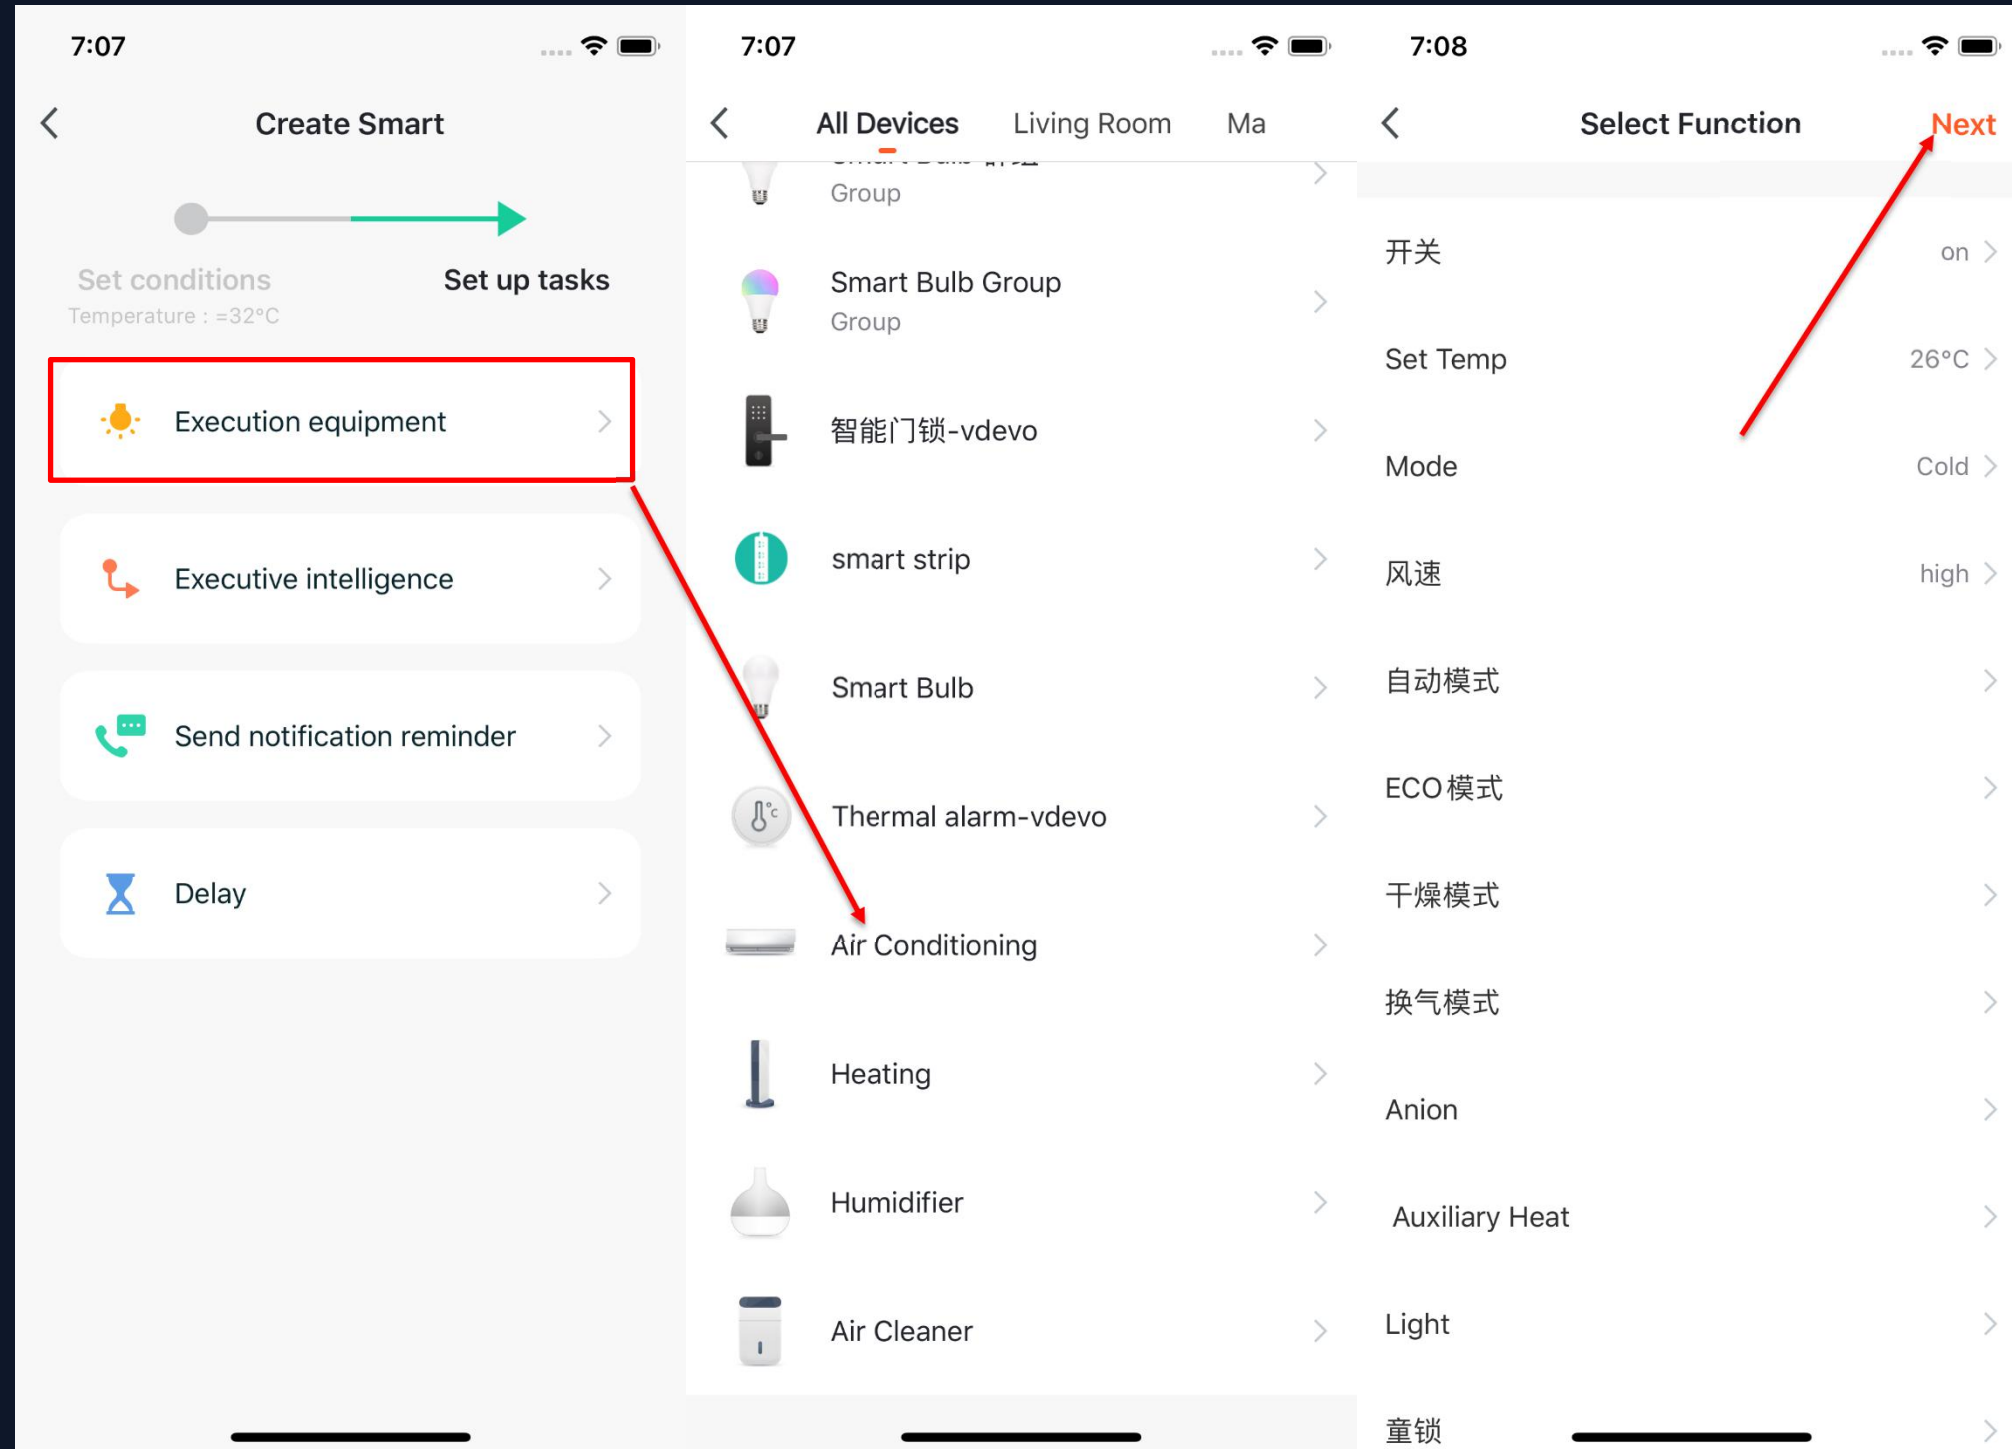 7:07
Create Smart
Set conditions
Set up tasks
Temperature : =32°C
Execution equipment
Executive intelligence
Send notification reminder
Delay
7:07
All Devices
Living Room
Ma
Group
Smart Bulb Group
Group
智能门锁-vdevo
smart strip
Smart Bulb
Thermal alarm-vdevo
Air Conditioning
Heating
Humidifier
Air Cleaner
7:08
Select Function
Next
开关
on
Set Temp
26°C
Mode
Cold
风速
high
自动模式
ECO模式
干燥模式
换气模式
Anion
Auxiliary Heat
Light
童锁